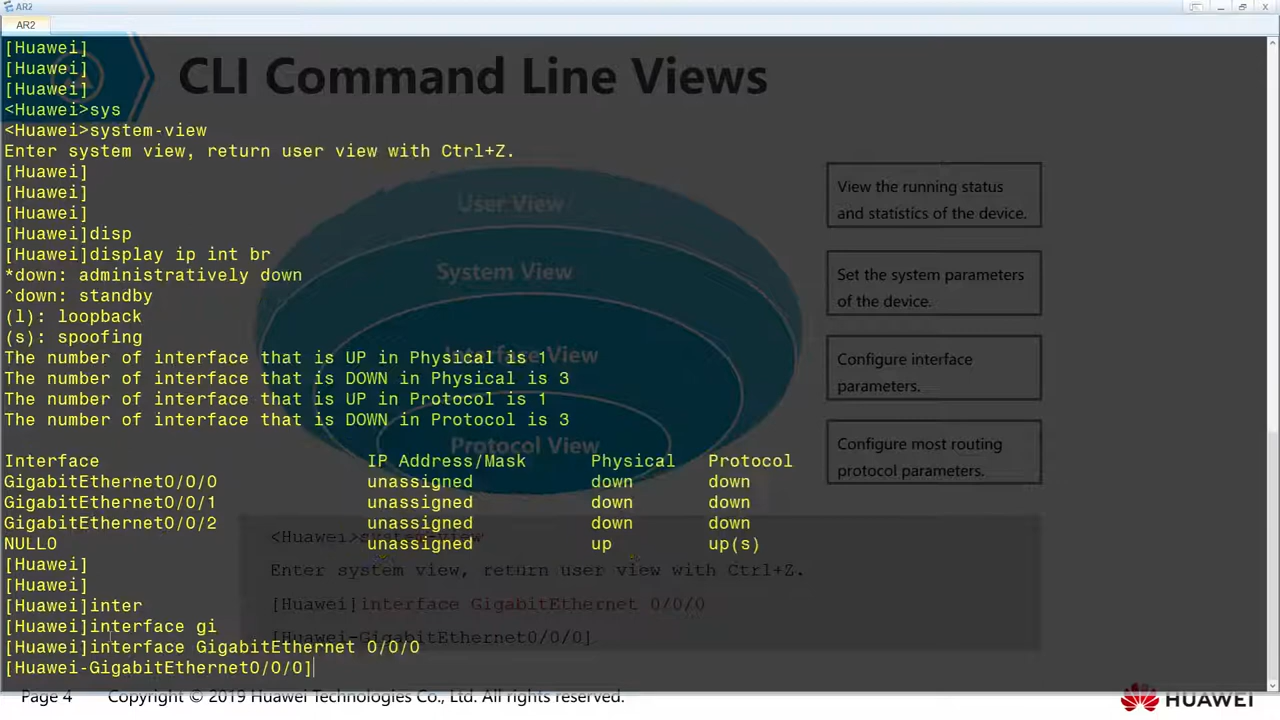 AR2
AR2
CLI Command Line Views
[Huawei]
[Huawei]
[Huawei]
<Huawei>sys
<Huawei>system-view
Enter system view, return user view with Ctrl+Z.
[Huawei]
[Huawei]
[Huawei]
[Huawei]disp
[Huawei]display ip int br
*down: administratively down
^down: standby
(l): loopback
(s): spoofing
The number of interface that is UP in Physical is 1
The number of interface that is DOWN in Physical is 3
The number of interface that is UP in Protocol is 1
The number of interface that is DOWN in Protocol is 3
Interface IP Address/Mask Physical Protocol
GigabitEthernet0/0/0 unassigned down down
GigabitEthernet0/0/1 unassigned down down
GigabitEthernet0/0/2 unassigned down down
NULL0 unassigned up up(s)
[Huawei]
[Huawei]
[Huawei]inter
[Huawei]interface gi
[Huawei]interface GigabitEthernet 0/0/0
[Huawei-GigabitEthernet0/0/0]
User View
System View
Interface View
Protocol View
View the running status
and statistics of the device.
Set the system parameters
of the device.
Configure interface
parameters.
Configure most routing
protocol parameters.
<Huawei>system-view
Enter system view, return user view with Ctrl+Z.
[Huawei]interface GigabitEthernet 0/0/0
[Huawei-GigabitEthernet0/0/0]
Page 4 Copyright © 2019 Huawei Technologies Co., Ltd. All rights reserved.
HUAWEI